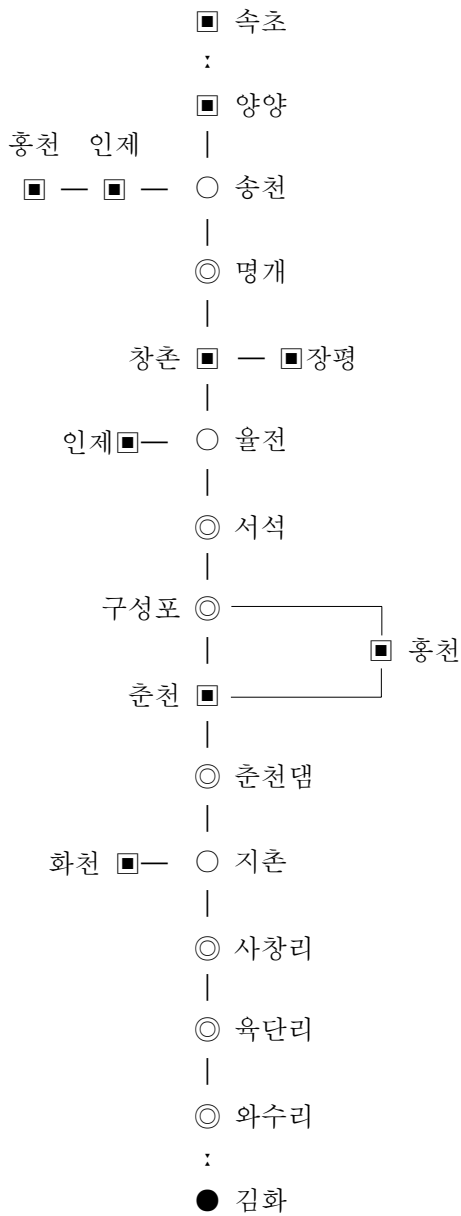 속초
양양
홍천 인제
송천
명개
창촌 장평
인제 율전
서석
구성포
홍천
춘천
춘천댐
화천 지촌
사창리
육단리
와수리
김화